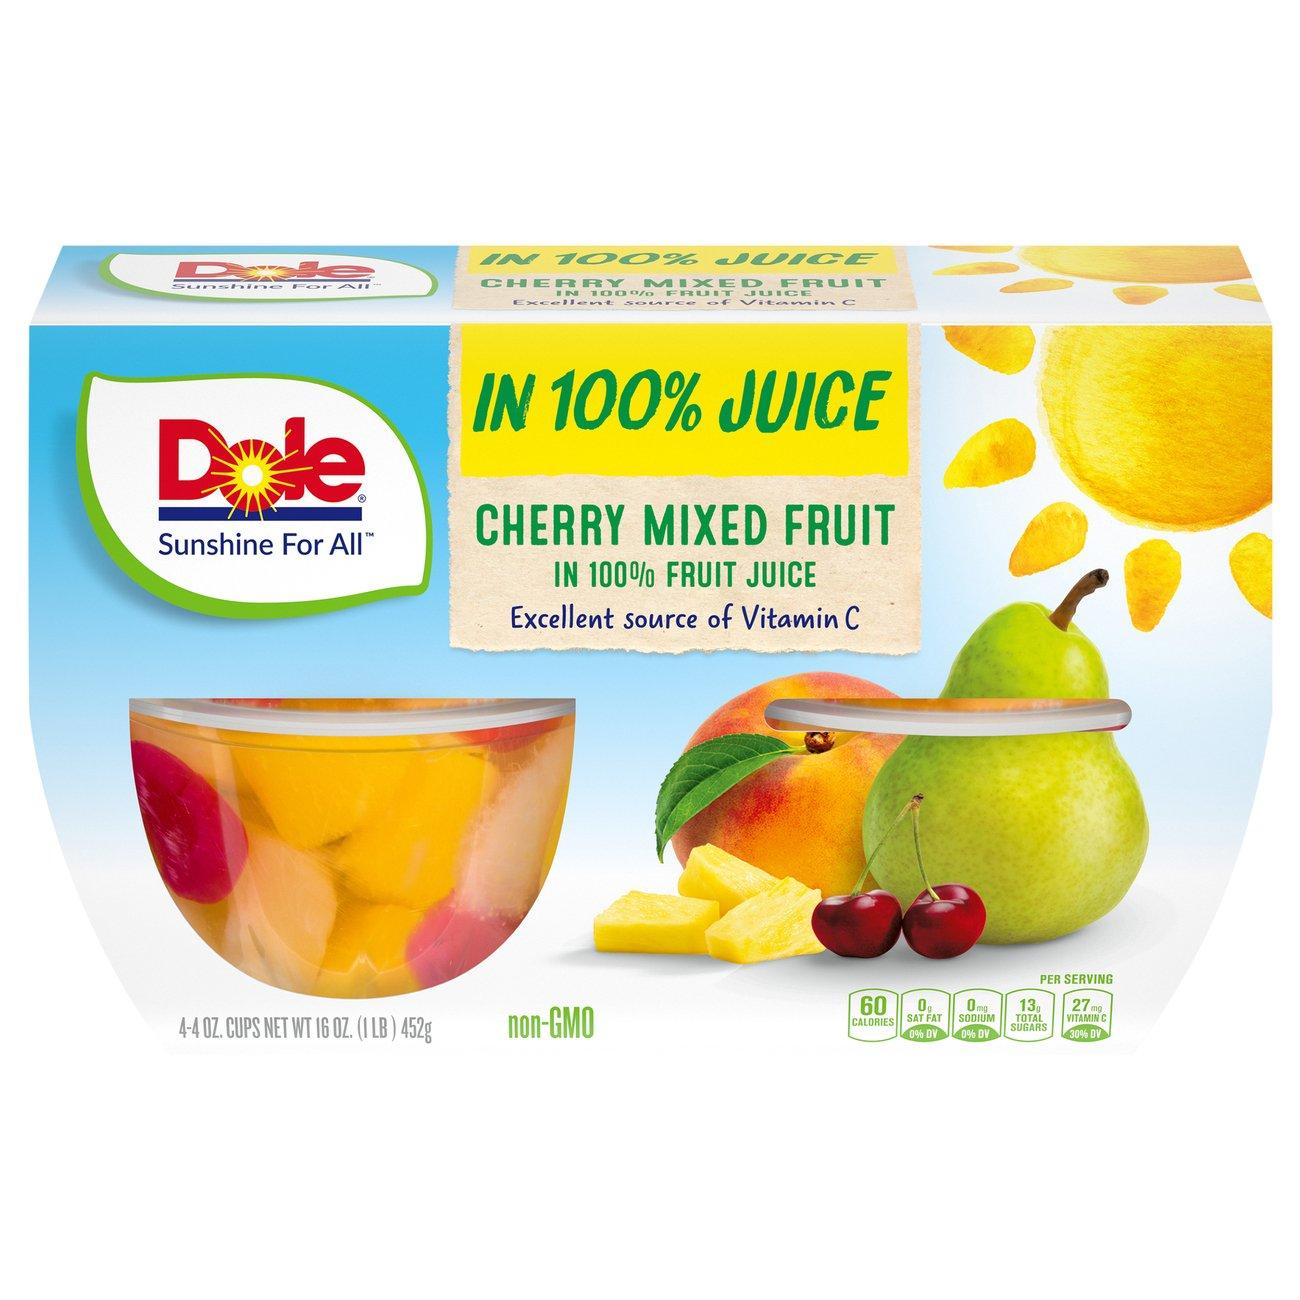 Dole
Sunshine For All™
IN 100% JUICE
CHERRY MIXED FRUIT
IN 100% FRUIT JUICE
Excellent source of Vitamin C
IN 100% JUICE
Dole®
Sunshine For All™
CHERRY MIXED FRUIT
IN 100% FRUIT JUICE
Excellent source of Vitamin C
PER SERVING
60 CALORIES
0g SAT FAT 0% DV
0mg SODIUM 0% DV
13g TOTAL SUGARS
27mg VITAMIN C 30% DV
4-4 OZ. CUPS NET WT 16 OZ. (1 LB ) 452g
non-GMO